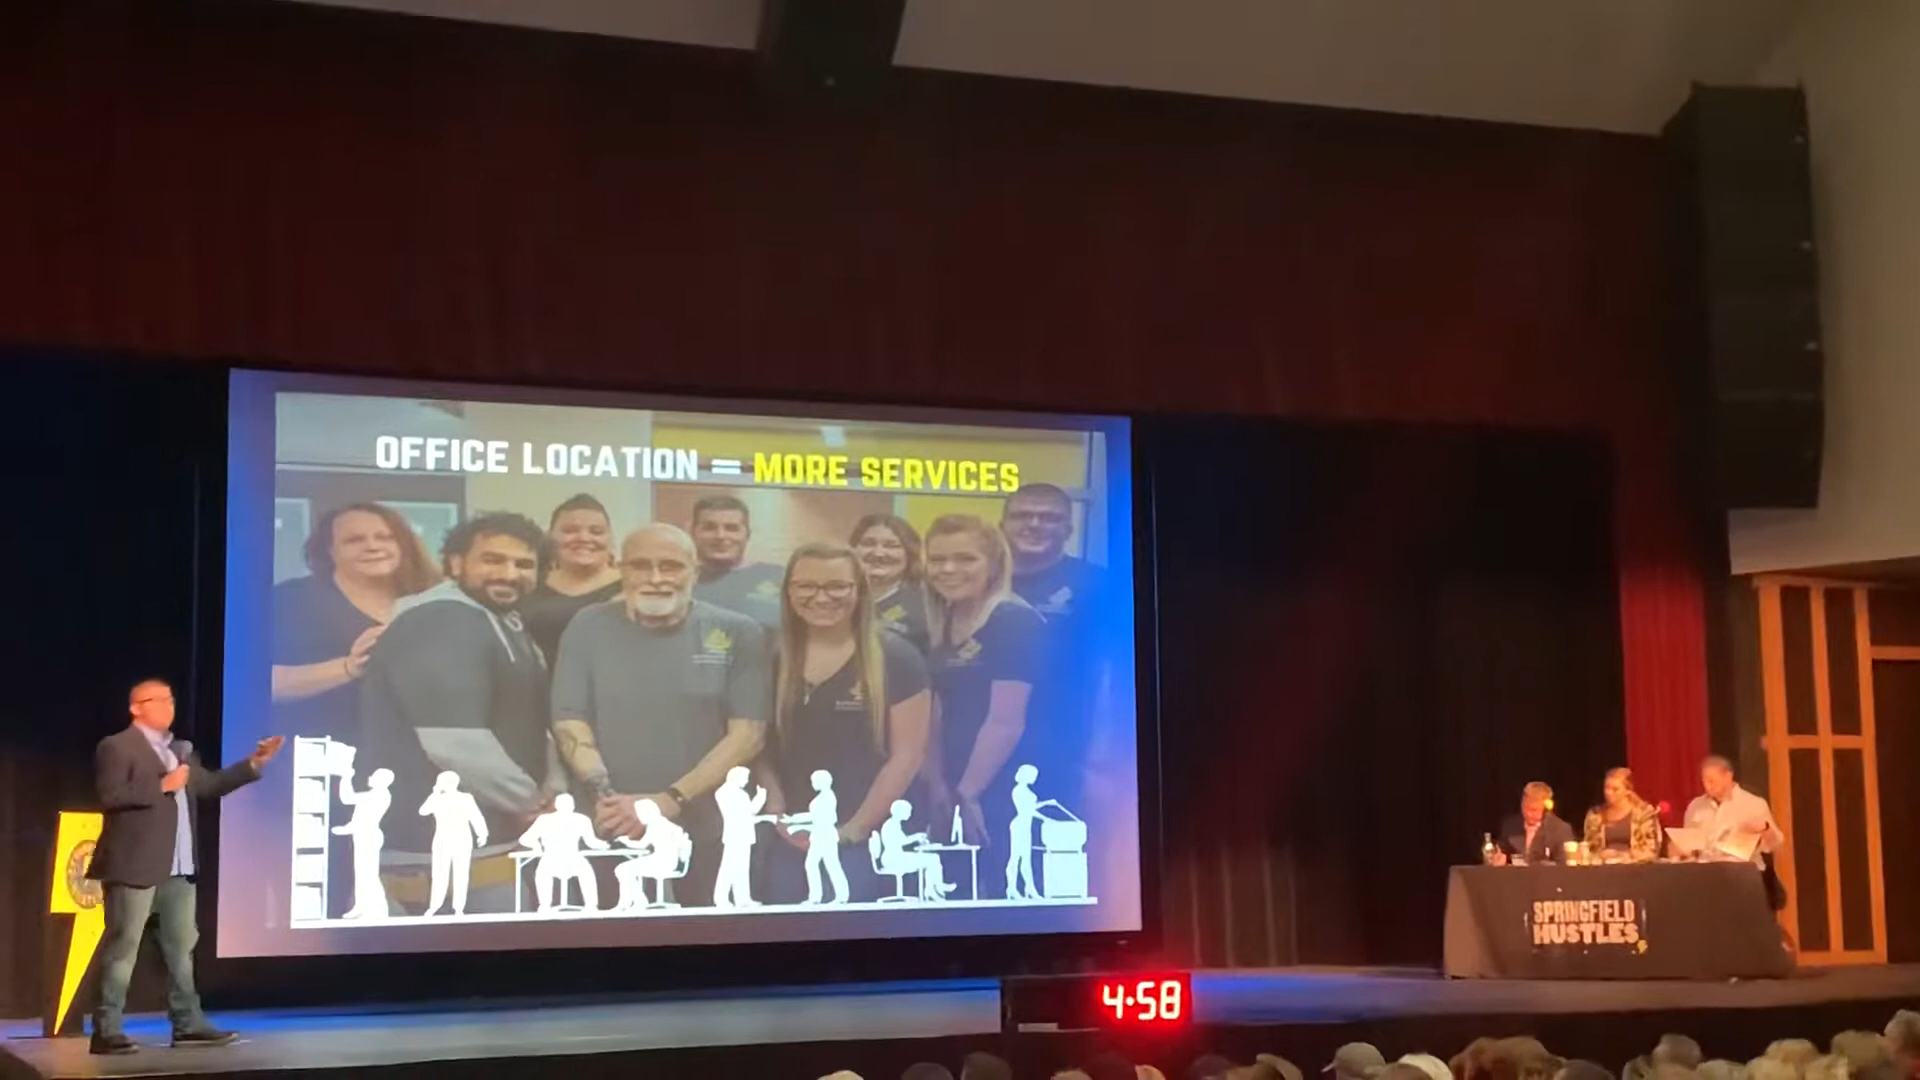 OFFICE LOCATION = MORE SERVICES
SPRINGFIELD
HUSTLES
4:58